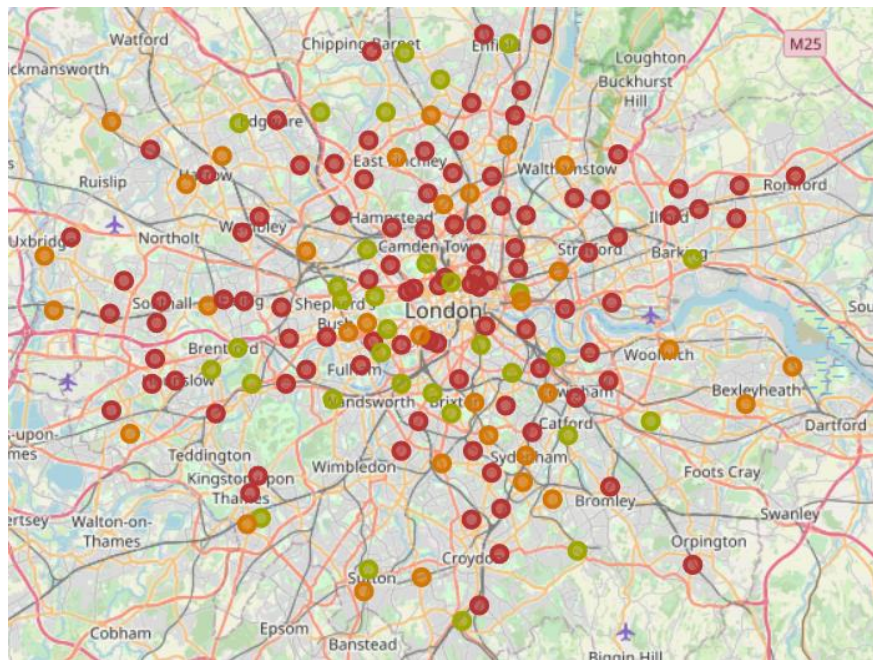 Watford
Chipping Barnet
Enfield
M25
Loughton
Buckhurst
Hill
Edgware
East Finchley
Walthamstow
Ruislip
Harrow
Romford
Hampstead
Ilford
Uxbridge
Northolt
Wembley
Camden Town
Stratford
Barking
Southall
Ealing
Shepherd's
Bush
London
Brentford
Fulham
Woolwich
Hounslow
Wandsworth
Brixton
Lewisham
Bexleyheath
Catford
Dartford
Teddington
Kingston upon
Thames
Wimbledon
Sydenham
Foots Cray
Bromley
Swanley
Walton-on-
Thames
Croydon
Orpington
Sutton
Cobham
Epsom
Banstead
Biggin Hill